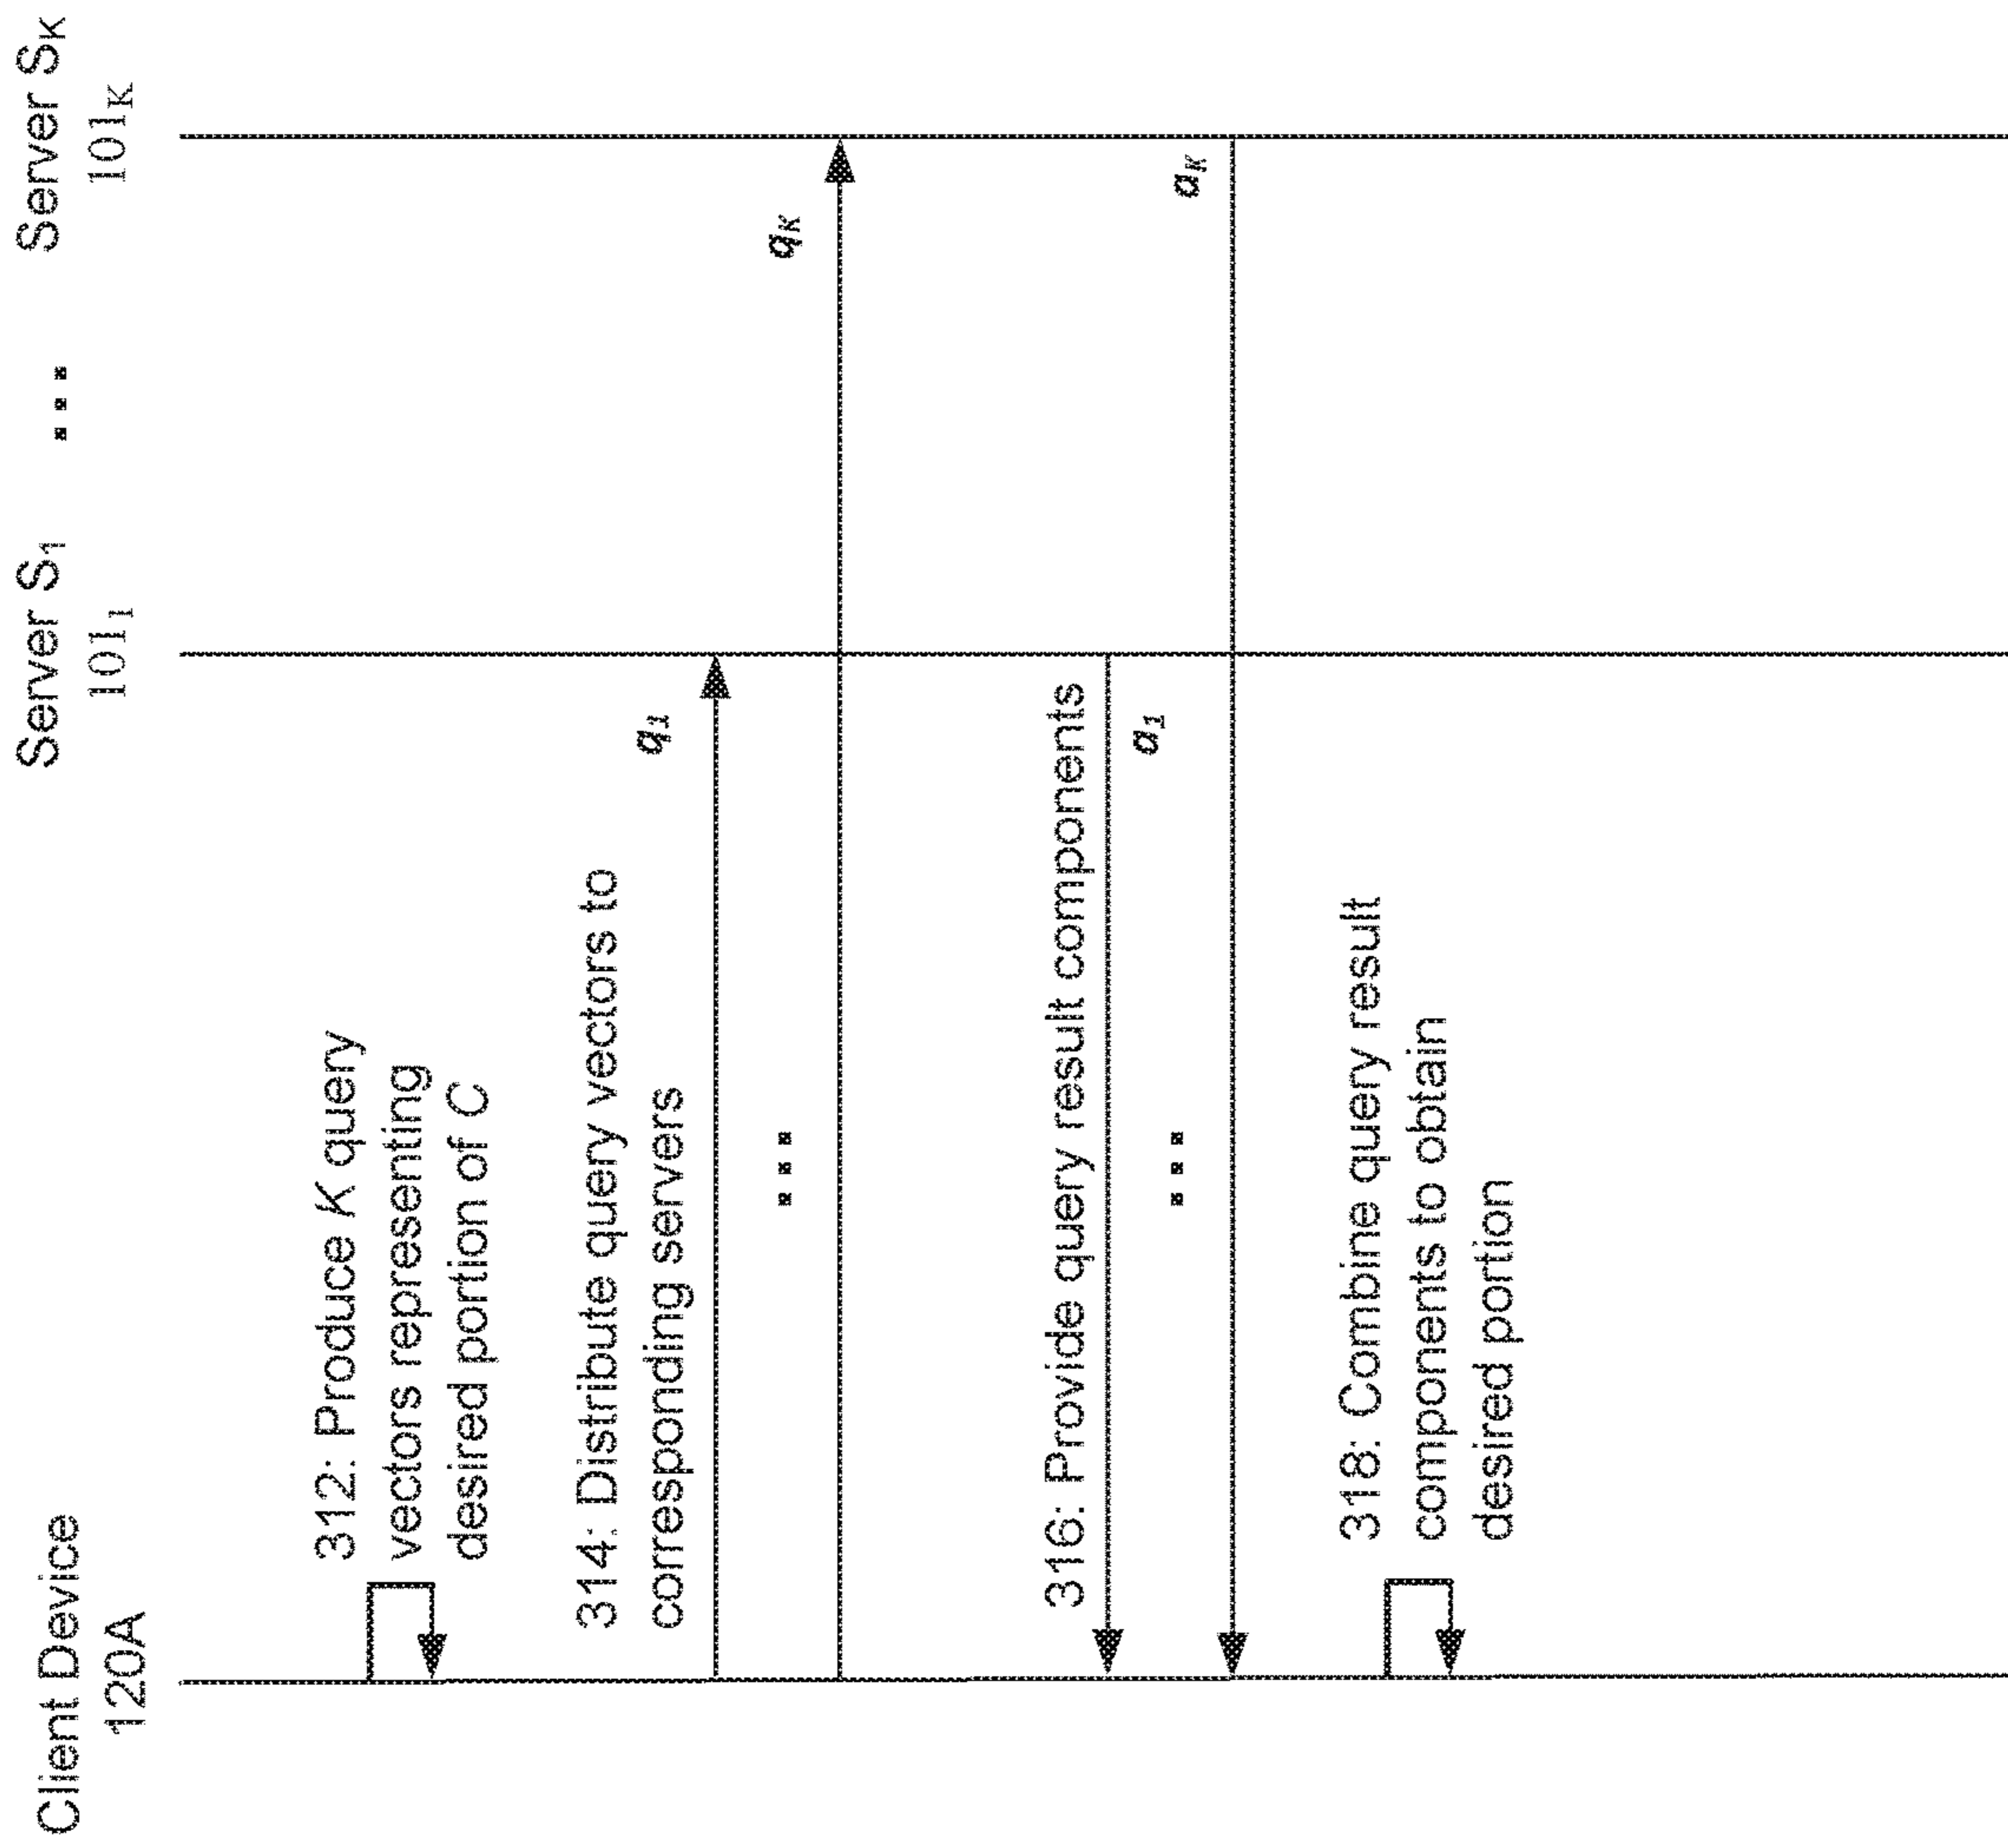 Client Device
120A
Server S1
1011
...
Server SK
101K
312: Produce K query
vectors representing
desired portion of C
314: Distribute query vectors to
corresponding servers
q1
...
qK
316: Provide query result components
a1
...
aK
318: Combine query result
components to obtain
desired portion